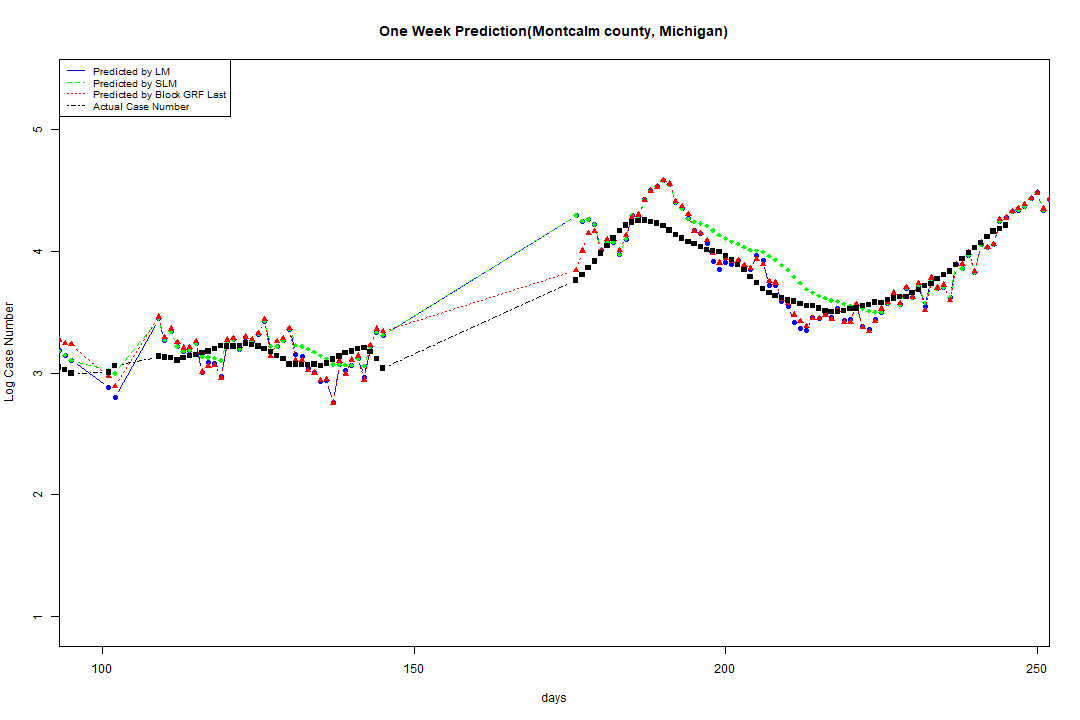 One Week Prediction(Montcalm county, Michigan)
Predicted by LM
Predicted by SLM
Predicted by Block GRF Last
Actual Case Number
5
4
3
2
1
Log Case Number
100
150
200
250
days